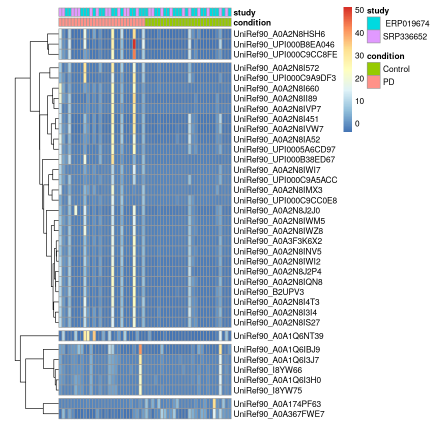 study
condition
UniRef90_A0A2N8HSH6
UniRef90_UPI000B8EA046
UniRef90_UPI000C9CC8FE
UniRef90_A0A2N8I572
UniRef90_UPI000C9A9DF3
UniRef90_A0A2N8I660
UniRef90_A0A2N8II89
UniRef90_A0A2N8IVP7
UniRef90_A0A2N8I451
UniRef90_A0A2N8IVW7
UniRef90_A0A2N8IA52
UniRef90_UPI0005A6CD97
UniRef90_UPI000B38ED67
UniRef90_A0A2N8IWI7
UniRef90_UPI000C9A5ACC
UniRef90_A0A2N8IMX3
UniRef90_UPI000C9CC0E8
UniRef90_A0A2N8J2J0
UniRef90_A0A2N8IWM5
UniRef90_A0A2N8IWZ8
UniRef90_A0A3F3K6X2
UniRef90_A0A2N8INV5
UniRef90_A0A2N8IWI2
UniRef90_A0A2N8J2P4
UniRef90_A0A2N8IQN8
UniRef90_B2UPV3
UniRef90_A0A2N8I4T3
UniRef90_A0A2N8I3I4
UniRef90_A0A2N8IS27
UniRef90_A0A1Q6NT39
UniRef90_A0A1Q6IBJ9
UniRef90_A0A1Q6I3J7
UniRef90_I8YW66
UniRef90_A0A1Q6I3H0
UniRef90_I8YW75
UniRef90_A0A174PF63
UniRef90_A0A367FWE7
50
40
30
20
10
0
study
ERP019674
SRP336652
condition
Control
PD